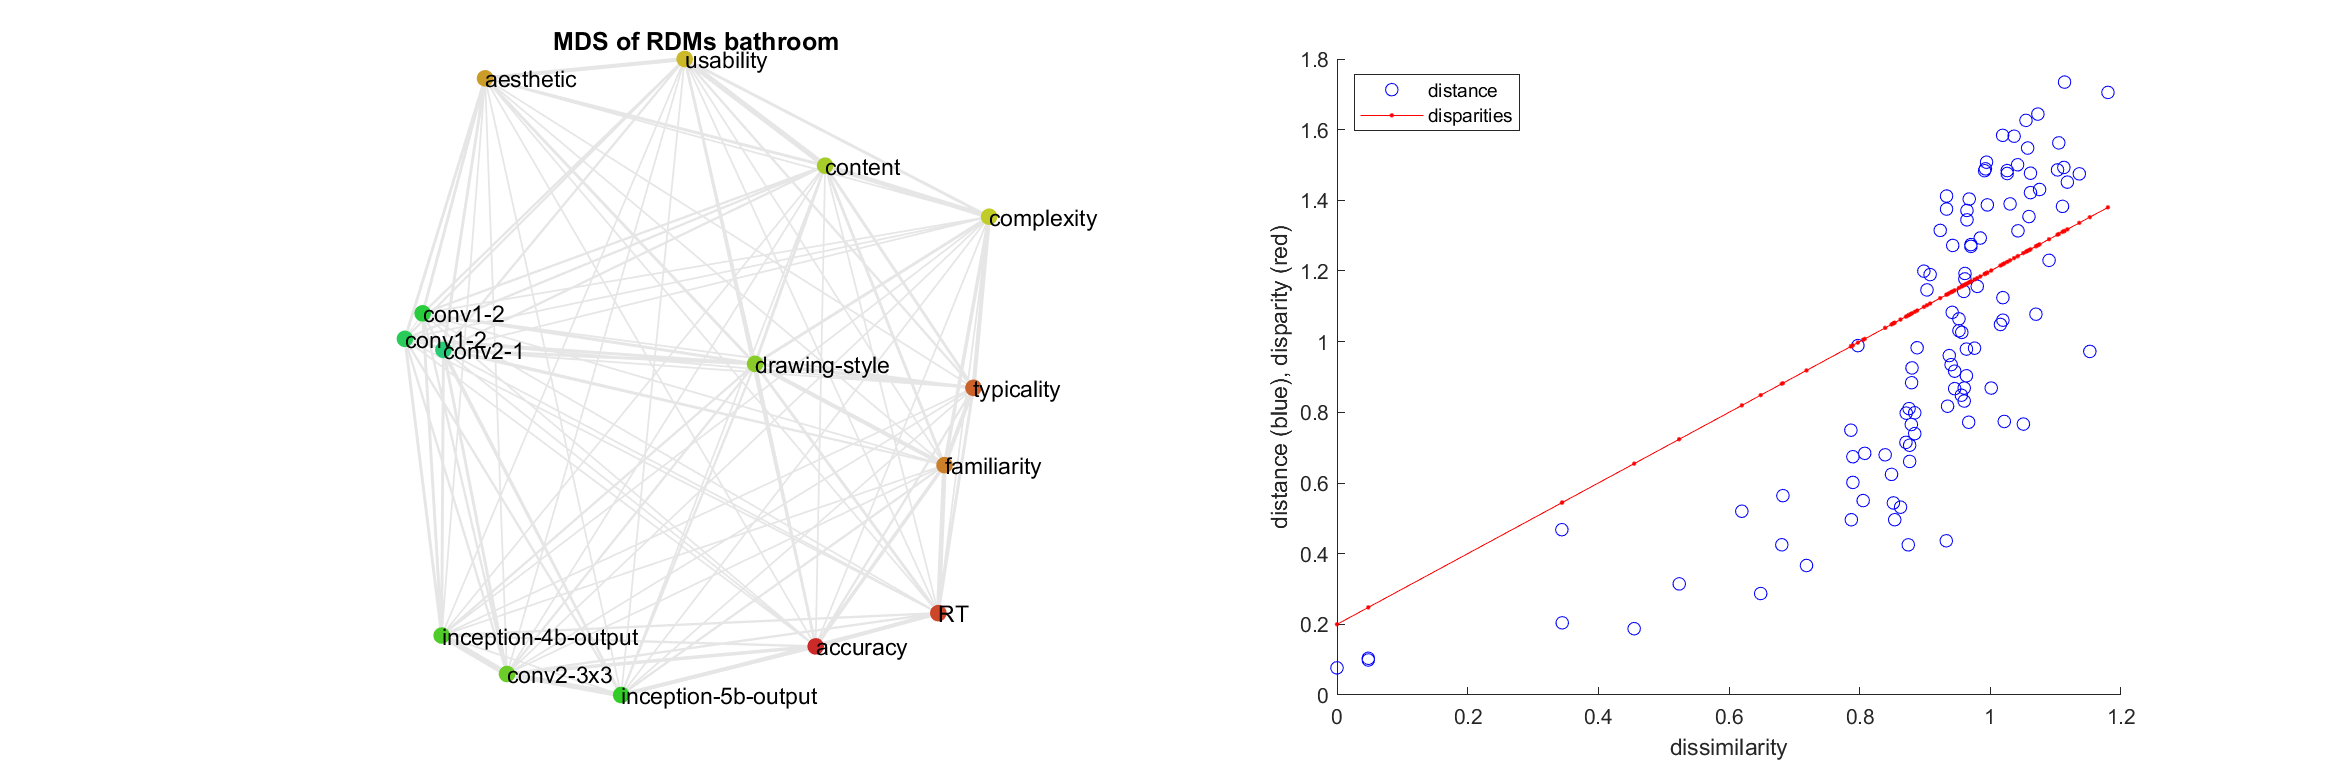 MDS of RDMs bathroom
usability
aesthetic
content
complexity
conv1-2
conv1-2
conv2-1
drawing-style
typicality
familiarity
RT
inception-4b-output
accuracy
conv2-3x3
inception-5b-output
distance (blue), disparity (red)
1.8
1.6
1.4
1.2
1
0.8
0.6
0.4
0.2
0
distance
disparities
0 0.2 0.4 0.6 0.8 1 1.2
dissimilarity